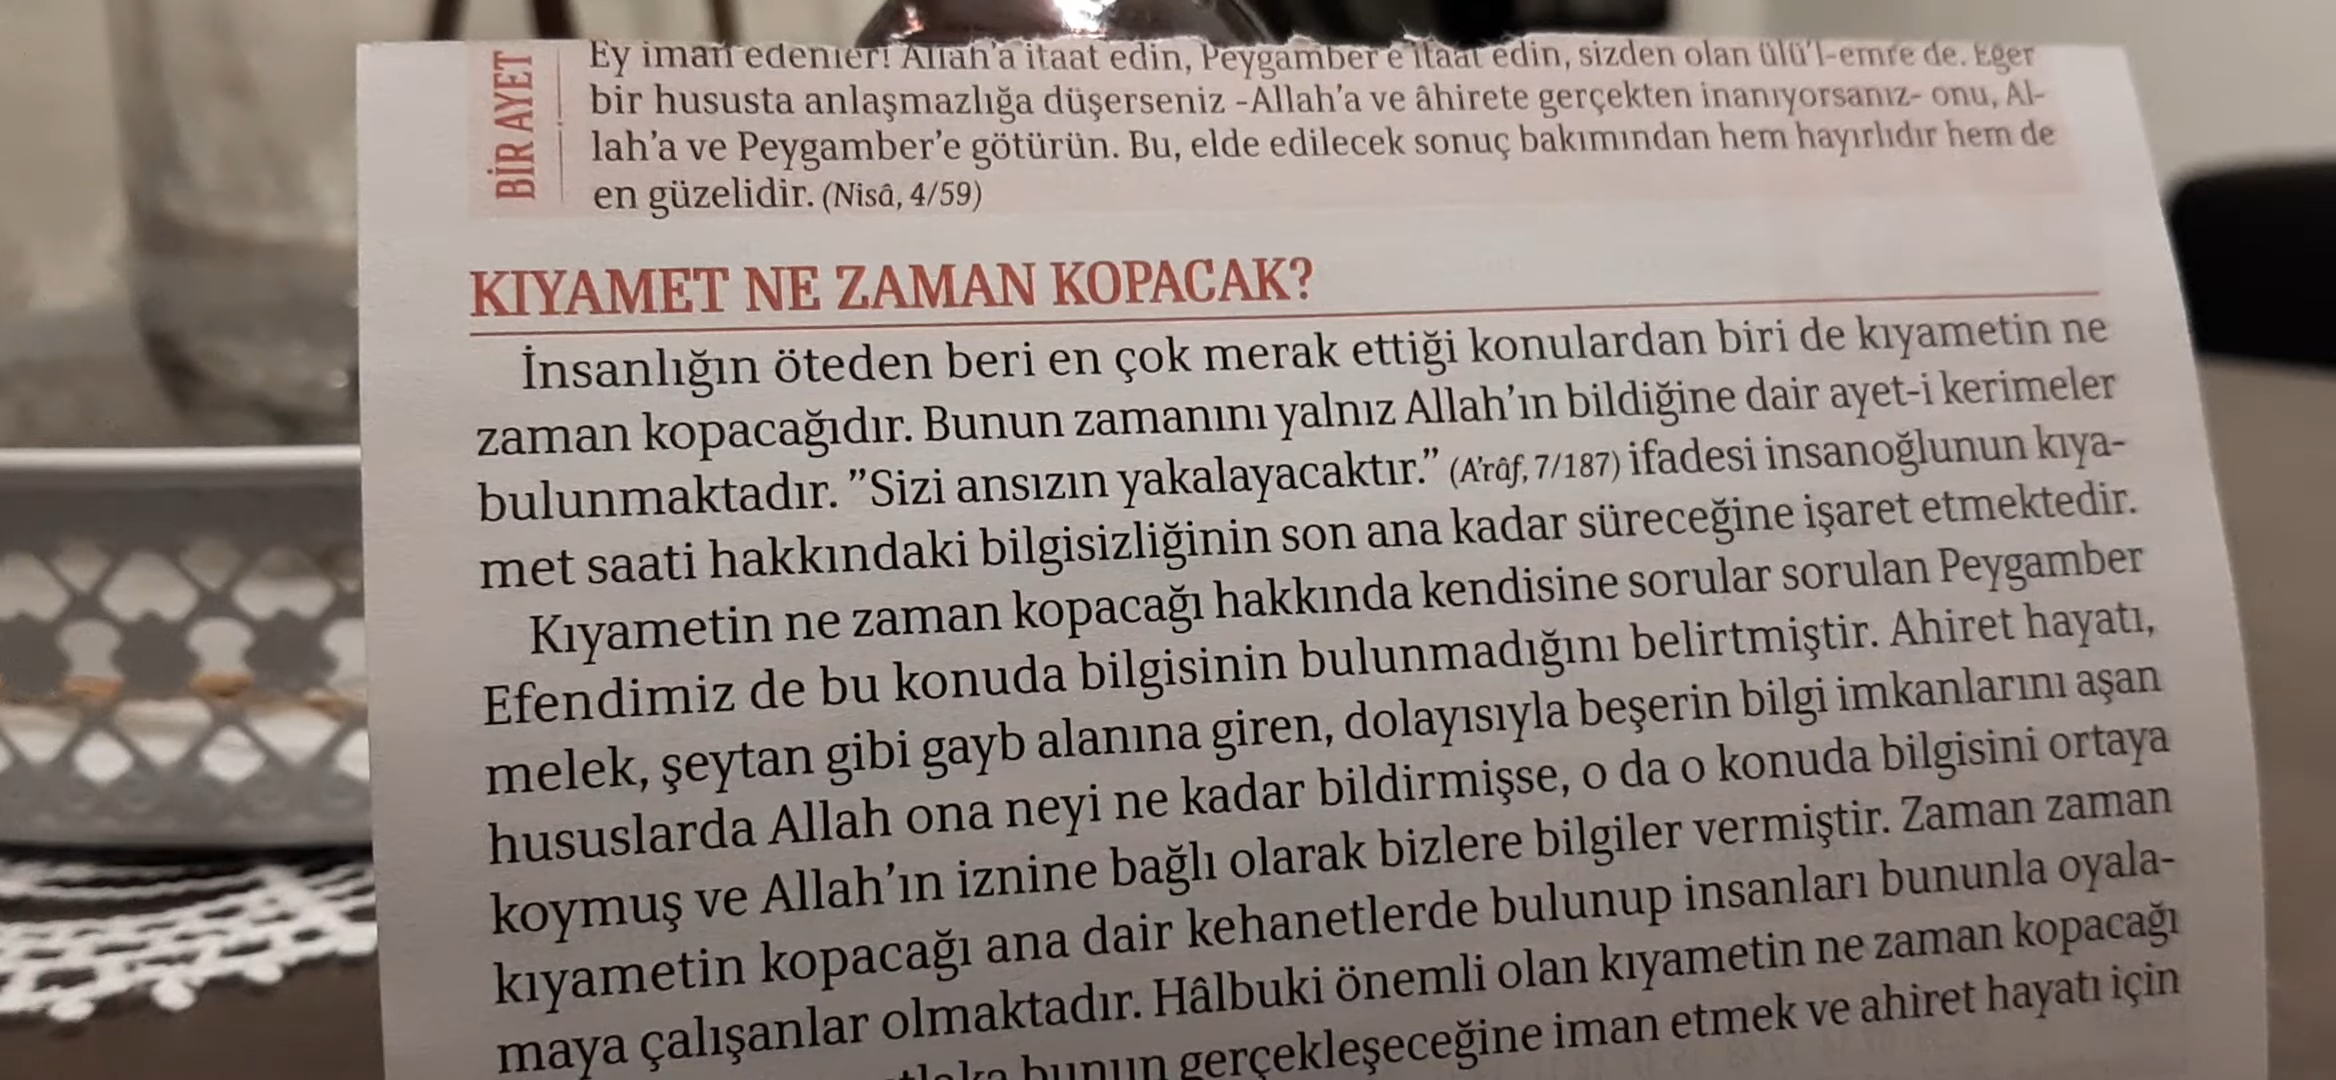 BİR AYET
Ey iman edenler! Allah'a itaat edin, Peygamber'e itaat edin, sizden olan ülü'l-emre de. Eğer
bir hususta anlaşmazlığa düşerseniz -Allah'a ve âhirete gerçekten inanıyorsanız- onu, Al-
lah'a ve Peygamber'e götürün. Bu, elde edilecek sonuç bakımından hem hayırlıdır hem de
en güzelidir. (Nisâ, 4/59)
KIYAMET NE ZAMAN KOPACAK?
İnsanlığın öteden beri en çok merak ettiği konulardan biri de kıyametin ne
zaman kopacağıdır. Bunun zamanını yalnız Allah'ın bildiğine dair ayet-i kerimeler
bulunmaktadır. ”Sizi ansızın yakalayacaktır.” (A'râf, 7/187) ifadesi insanoğlunun kıya-
met saati hakkındaki bilgisizliğinin son ana kadar süreceğine işaret etmektedir.
Kıyametin ne zaman kopacağı hakkında kendisine sorular sorulan Peygamber
Efendimiz de bu konuda bilgisinin bulunmadığını belirtmiştir. Ahiret hayatı,
melek, şeytan gibi gayb alanına giren, dolayısıyla beşerin bilgi imkanlarını aşan
hususlarda Allah ona neyi ne kadar bildirmişse, o da o konuda bilgisini ortaya
koymuş ve Allah'ın iznine bağlı olarak bizlere bilgiler vermiştir. Zaman zaman
kıyametin kopacağı ana dair kehanetlerde bulunup insanları bununla oyala-
maya çalışanlar olmaktadır. Hâlbuki önemli olan kıyametin ne zaman kopacağı
bunun gerçekleşeceğine iman etmek ve ahiret hayatı için